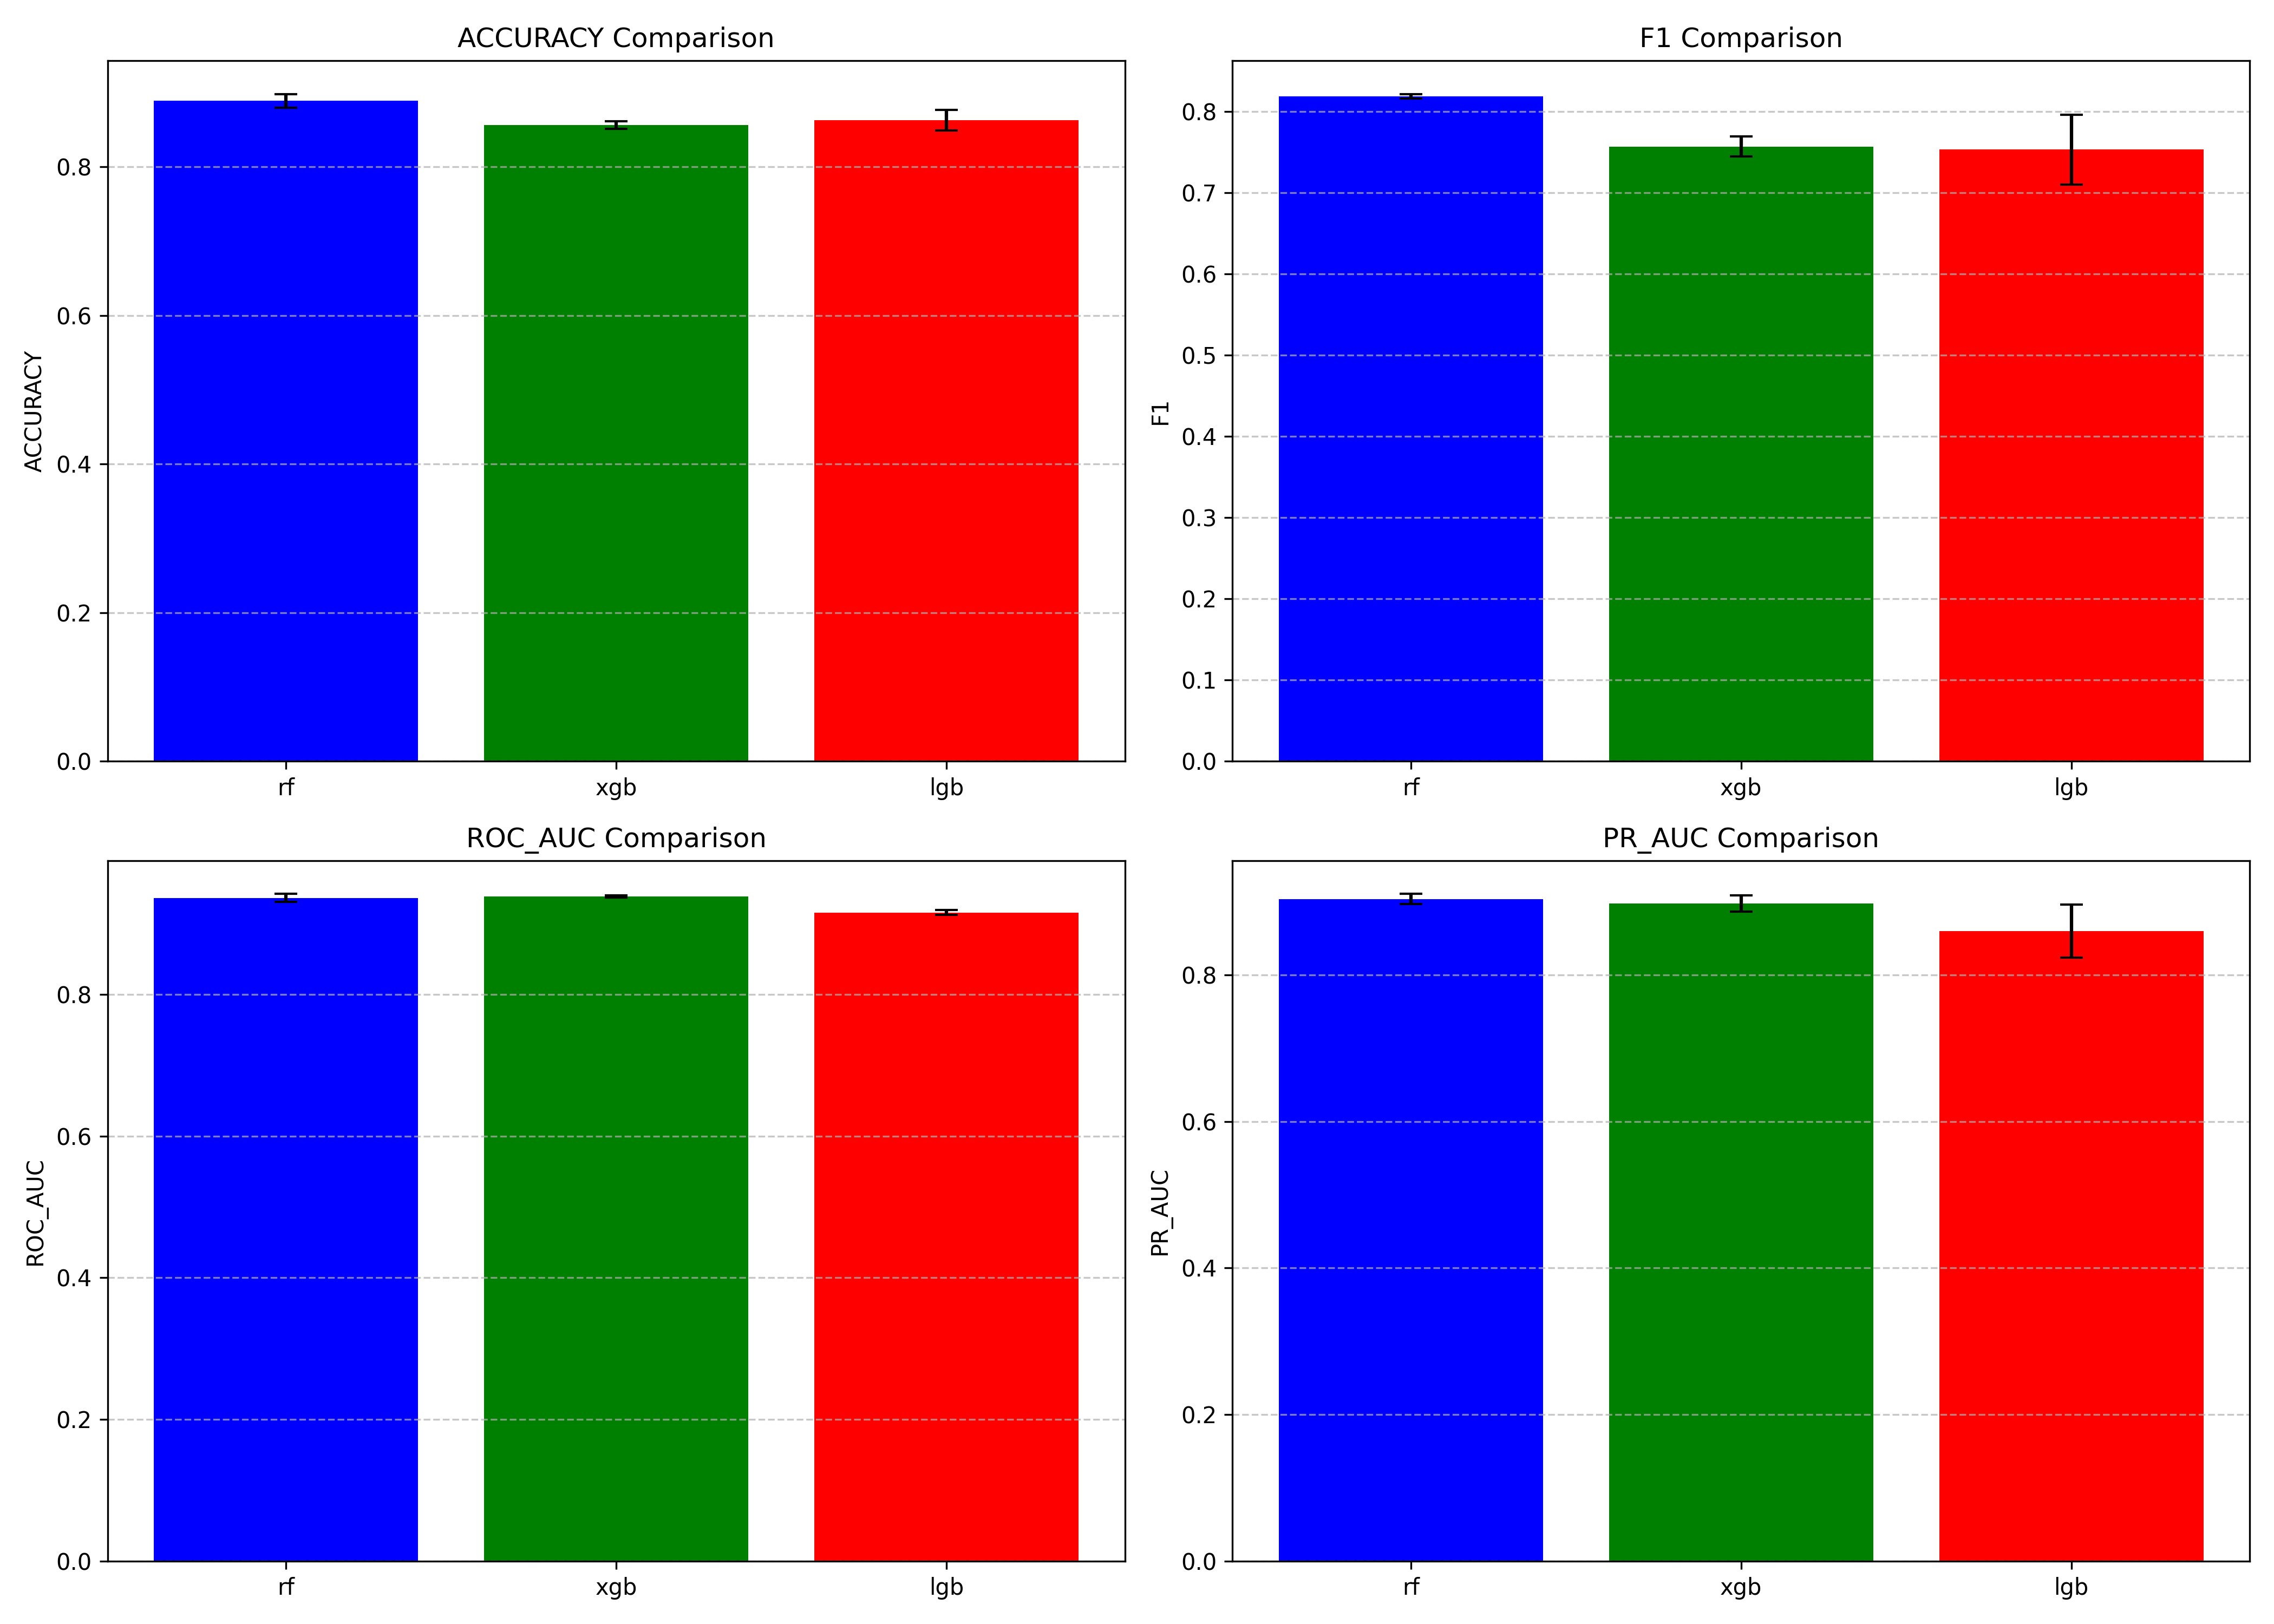 ACCURACY Comparison
ACCURACY
0.8
0.6
0.4
0.2
0.0
rf xgb lgb
F1 Comparison
F1
0.8
0.7
0.6
0.5
0.4
0.3
0.2
0.1
0.0
rf xgb lgb
ROC_AUC Comparison
ROC_AUC
0.8
0.6
0.4
0.2
0.0
rf xgb lgb
PR_AUC Comparison
PR_AUC
0.8
0.6
0.4
0.2
0.0
rf xgb lgb